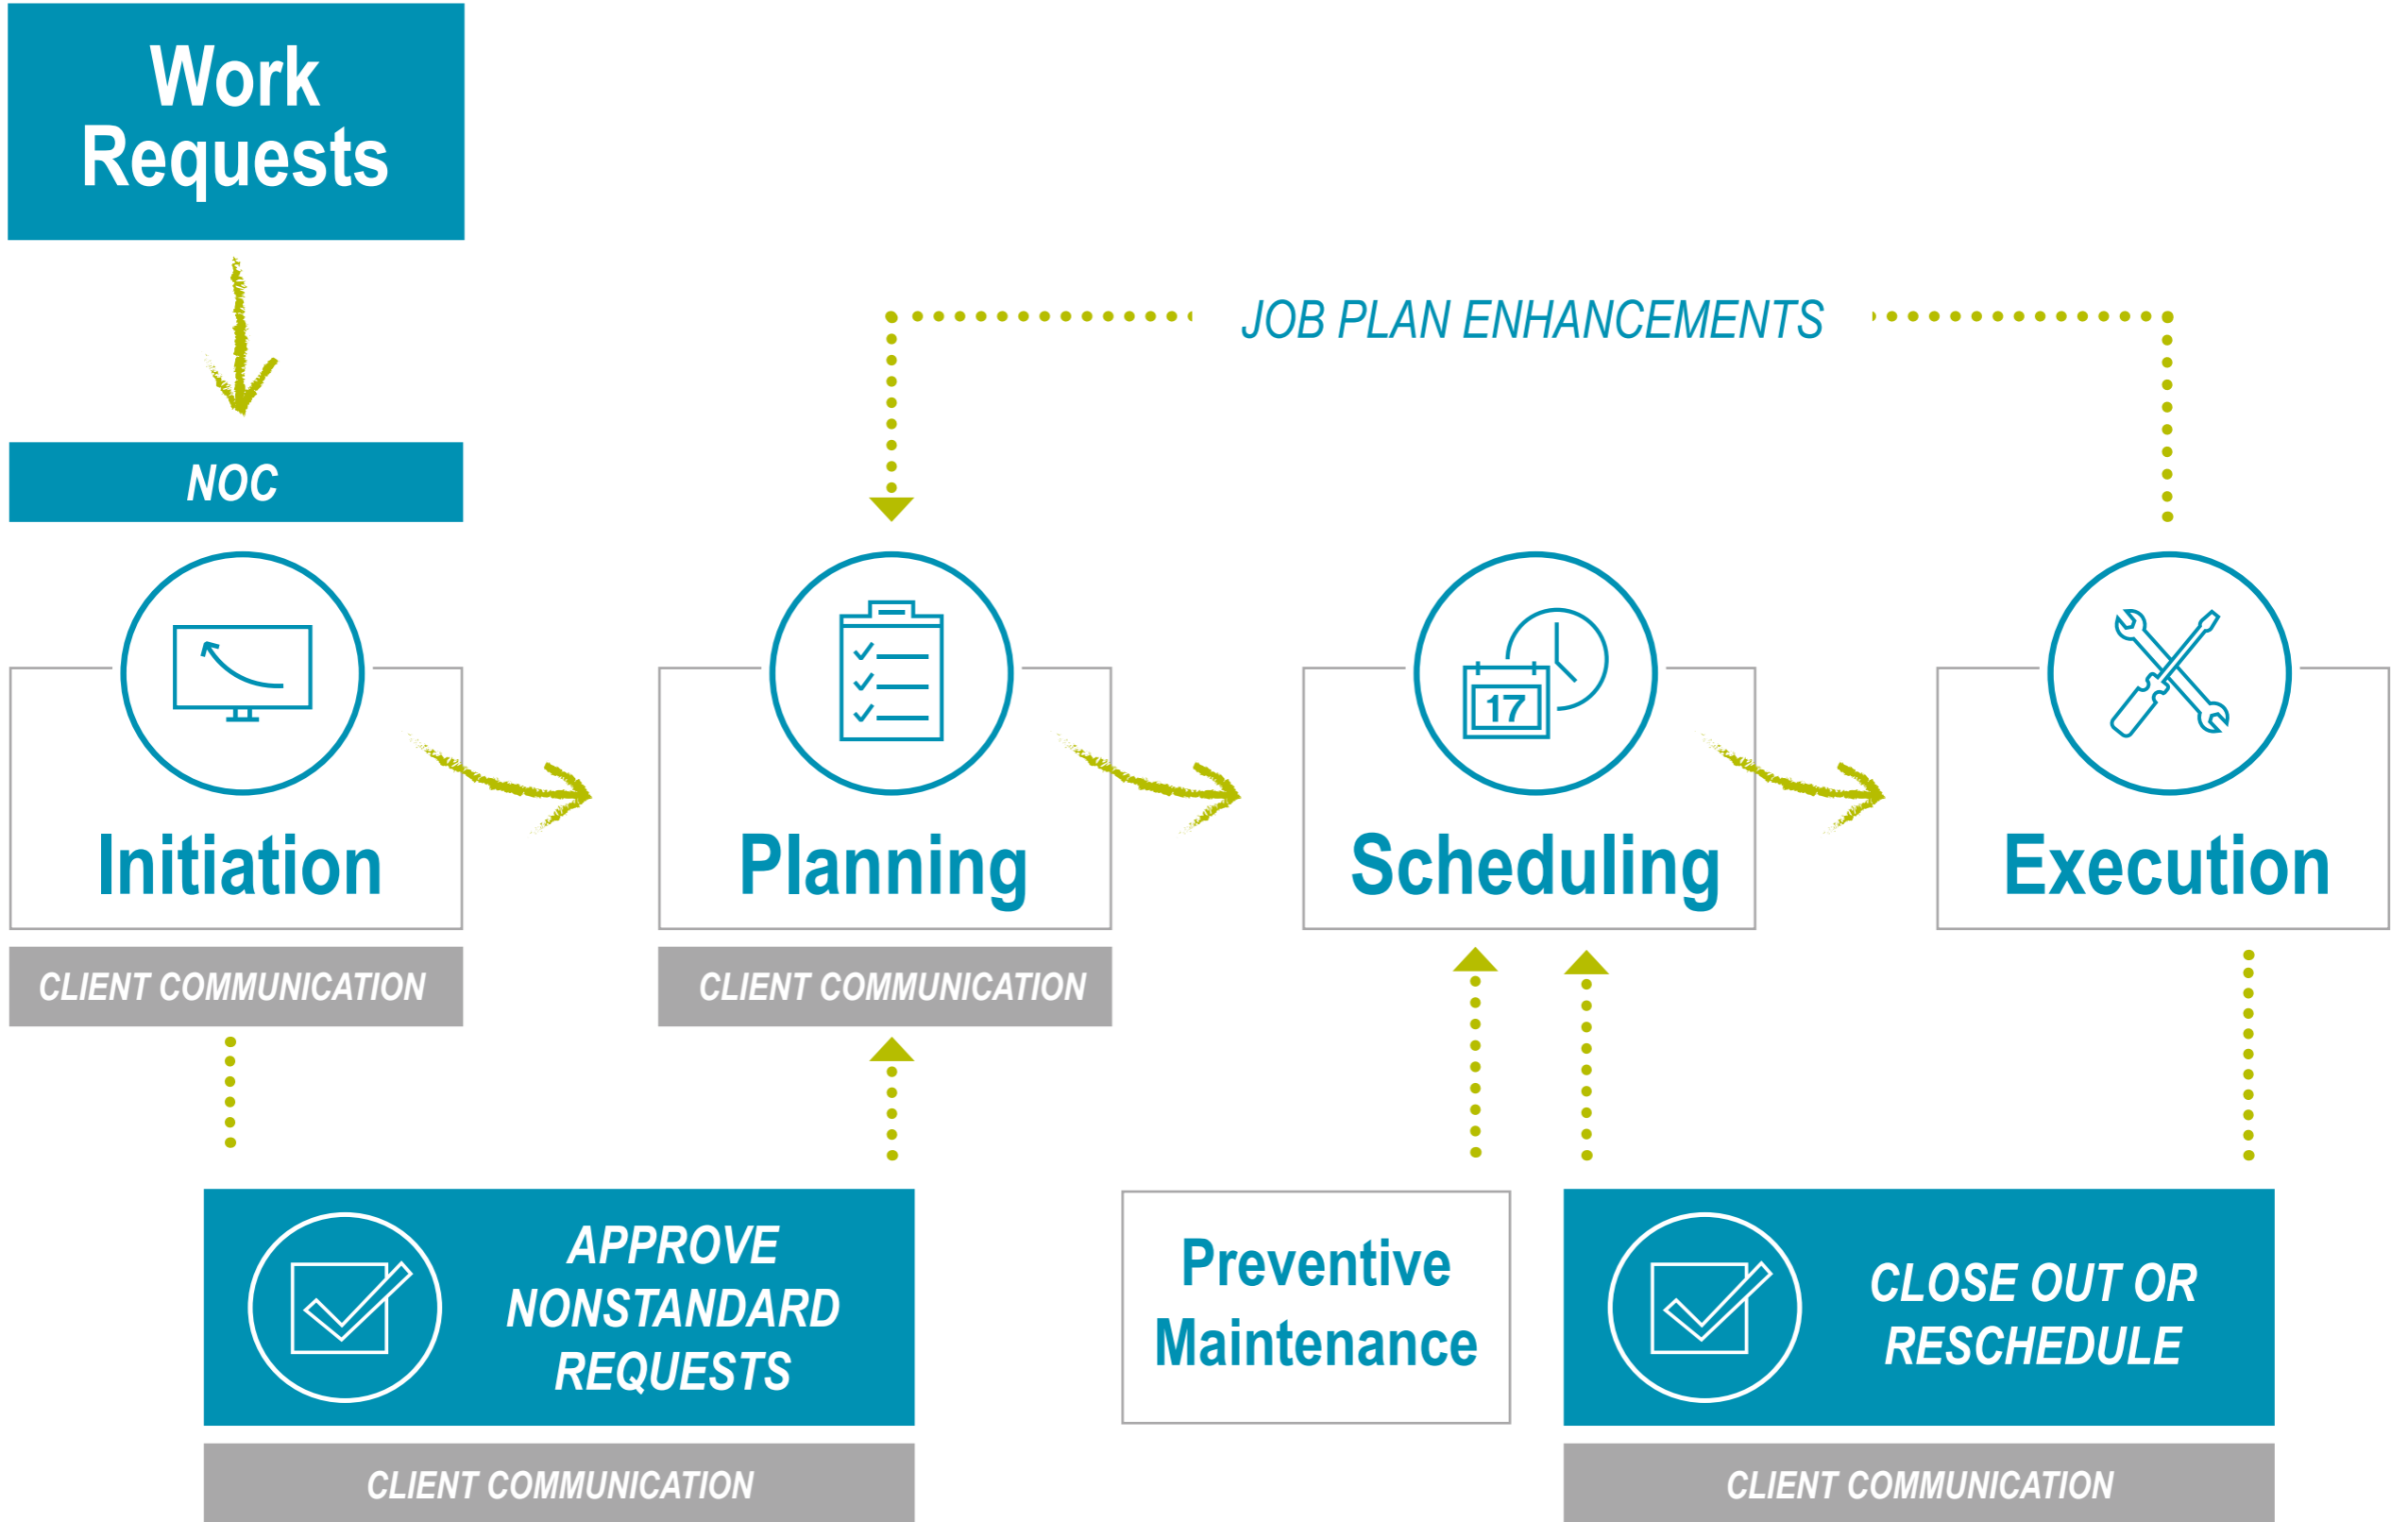 Work
Requests
JOB PLAN ENHANCEMENTS
NOC
17
Initiation
Planning
Scheduling
Execution
CLIENT COMMUNICATION
CLIENT COMMUNICATION
APPROVE
NONSTANDARD
REQUESTS
CLIENT COMMUNICATION
Preventive
Maintenance
CLOSE OUT OR
RESCHEDULE
CLIENT COMMUNICATION